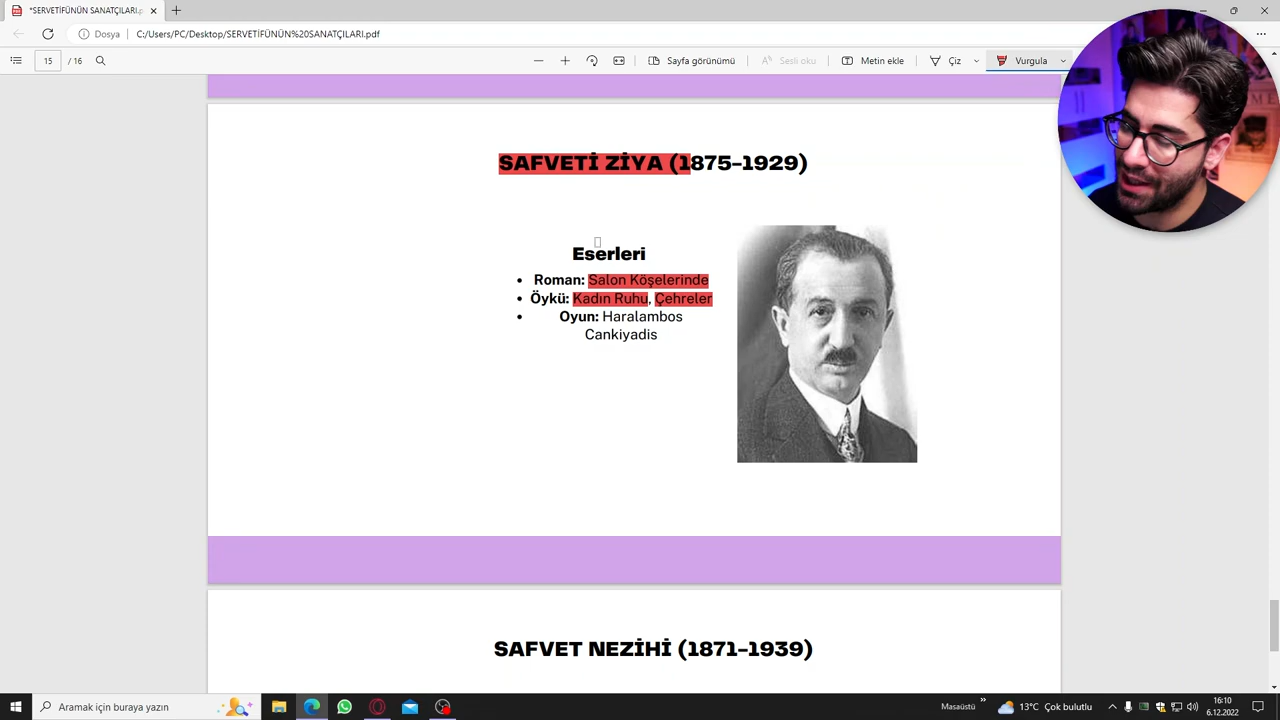 *SERVETİFÜNÜN SANATÇILARI.p
Dosya
C:/Users/PC/Desktop/SERVETİFÜNÜN%20SANATÇILARI.pdf
15 / 16
Sayfa görünümü
Sesli oku
Metin ekle
Çiz
Vurgula
SAFVETİ ZİYA (1875-1929)
Eserleri
• Roman: Salon Köşelerinde
• Öykü: Kadın Ruhu, Çehreler
• Oyun: Haralambos
Cankiyadis
SAFVET NEZİHİ (1871-1939)
Aramak için buraya yazın
Masaüstü
13°C Çok bulutlu
16:10
6.12.2022